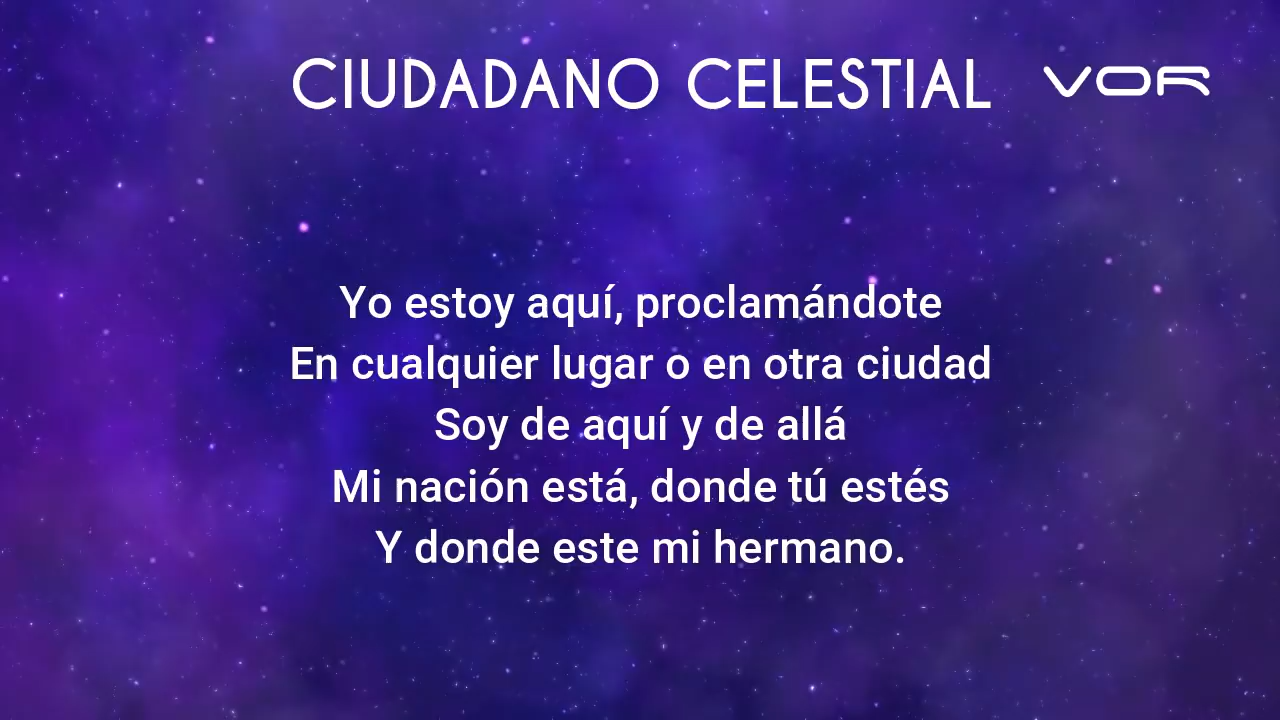 CIUDADANO CELESTIAL
VOR
Yo estoy aquí, proclamándote
En cualquier lugar o en otra ciudad
Soy de aquí y de allá
Mi nación está, donde tú estés
Y donde este mi hermano.